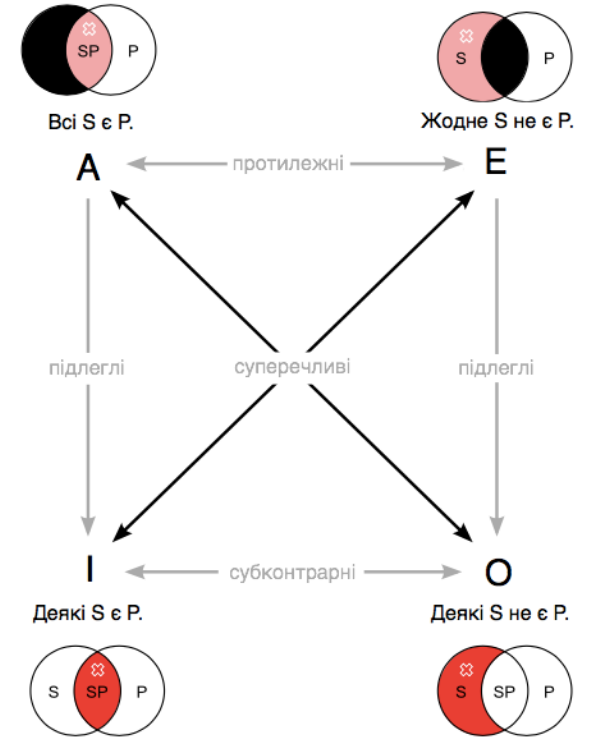 SP P
S P
Всі S є P.
Жодне S не є P.
A протилежні E
підлеглі суперечливі підлеглі
I субконтрарні O
Деякі S є P.
Деякі S не є P.
S SP P
S SP P